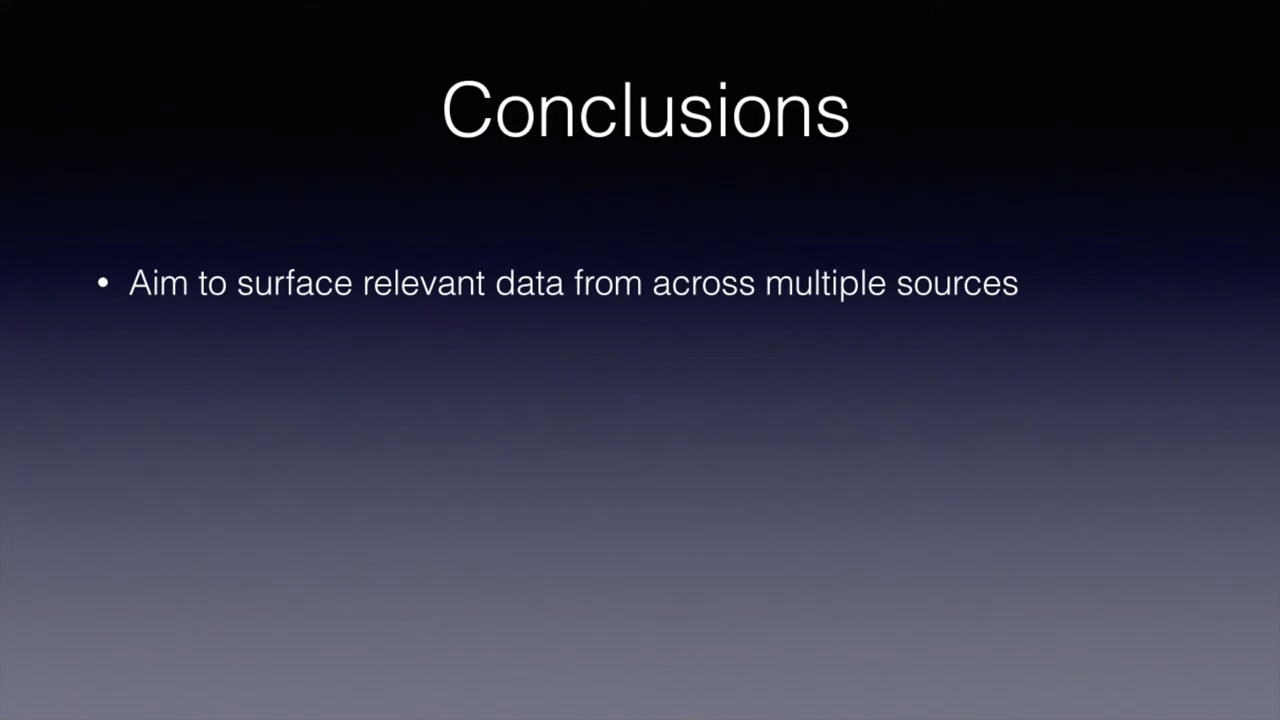 Conclusions
• Aim to surface relevant data from across multiple sources